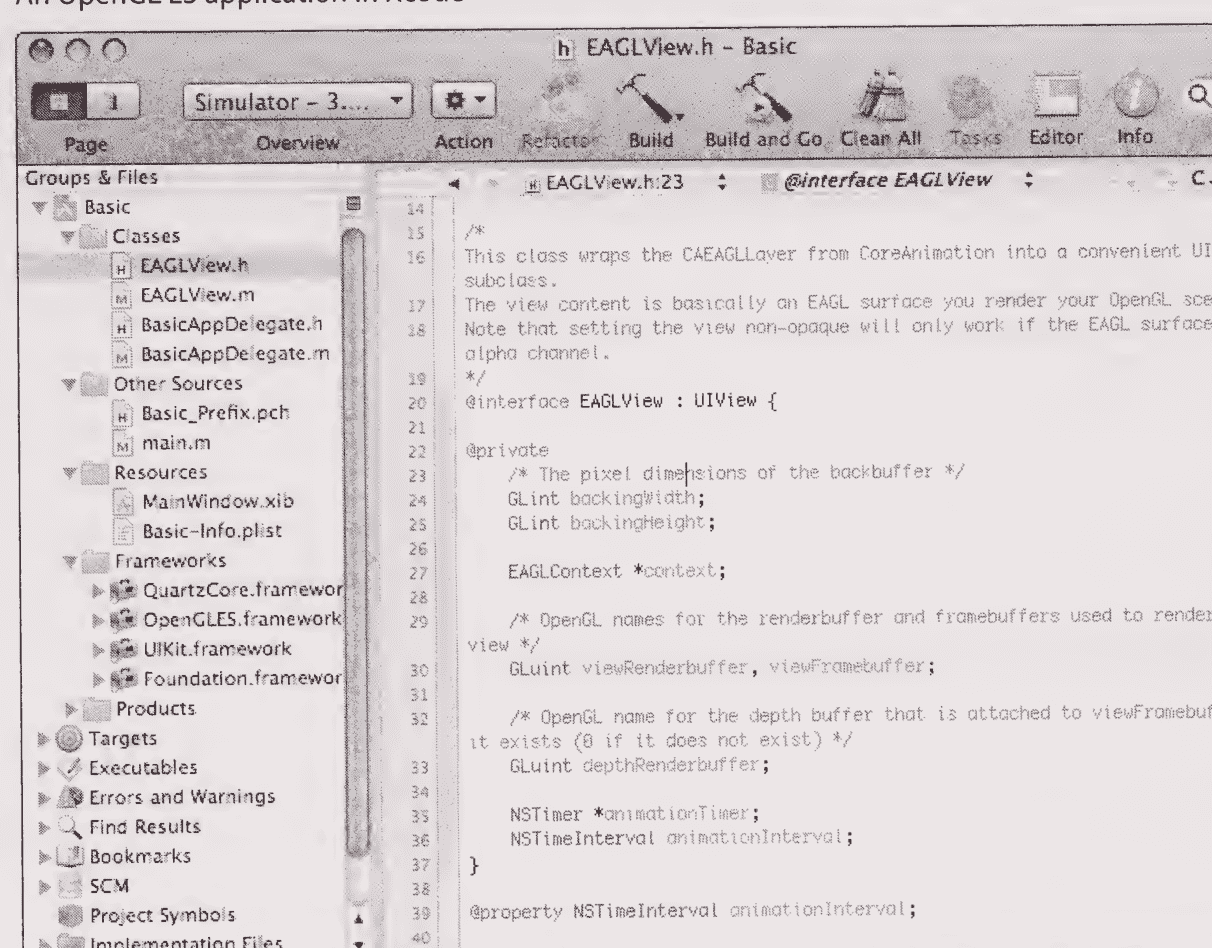 An OpenGL ES application in Xcode
EAGLView.h – Basic
Simulator – 3....
Page
Overview
Action
Refactor
Build
Build and Go
Clean All
Tasks
Editor
Info
Groups & Files
Basic
Classes
EAGLView.h
EAGLView.m
BasicAppDelegate.h
BasicAppDelegate.m
Other Sources
Basic_Prefix.pch
main.m
Resources
MainWindow.xib
Basic-Info.plist
Frameworks
QuartzCore.framewor
OpenGLES.framework
UIKit.framework
Foundation.framewor
Products
Targets
Executables
Errors and Warnings
Find Results
Bookmarks
SCM
Project Symbols
Implementation Files
EAGLView.h:23
@interface EAGLView
C
14
15 /*
16 This class wraps the CAEAGLLayer from CoreAnimation into a convenient UI
subclass.
17 The view content is basically an EAGL surface you render your OpenGL sce
18 Note that setting the view non-opaque will only work if the EAGL surface
alpha channel.
19 */
20 @interface EAGLView : UIView {
21
22 @private
23 /* The pixel dimensions of the backbuffer */
24 GLint backingWidth;
25 GLint backingHeight;
26
27 EAGLContext *context;
28
29 /* OpenGL names for the renderbuffer and framebuffers used to render
view */
30 GLuint viewRenderbuffer, viewFramebuffer;
31
32 /* OpenGL name for the depth buffer that is attached to viewFramebuf
it exists (0 if it does not exist) */
33 GLuint depthRenderbuffer;
34
35 NSTimer *animationTimer;
36 NSTimeInterval animationInterval;
37 }
38
39 @property NSTimeInterval animationInterval;
40